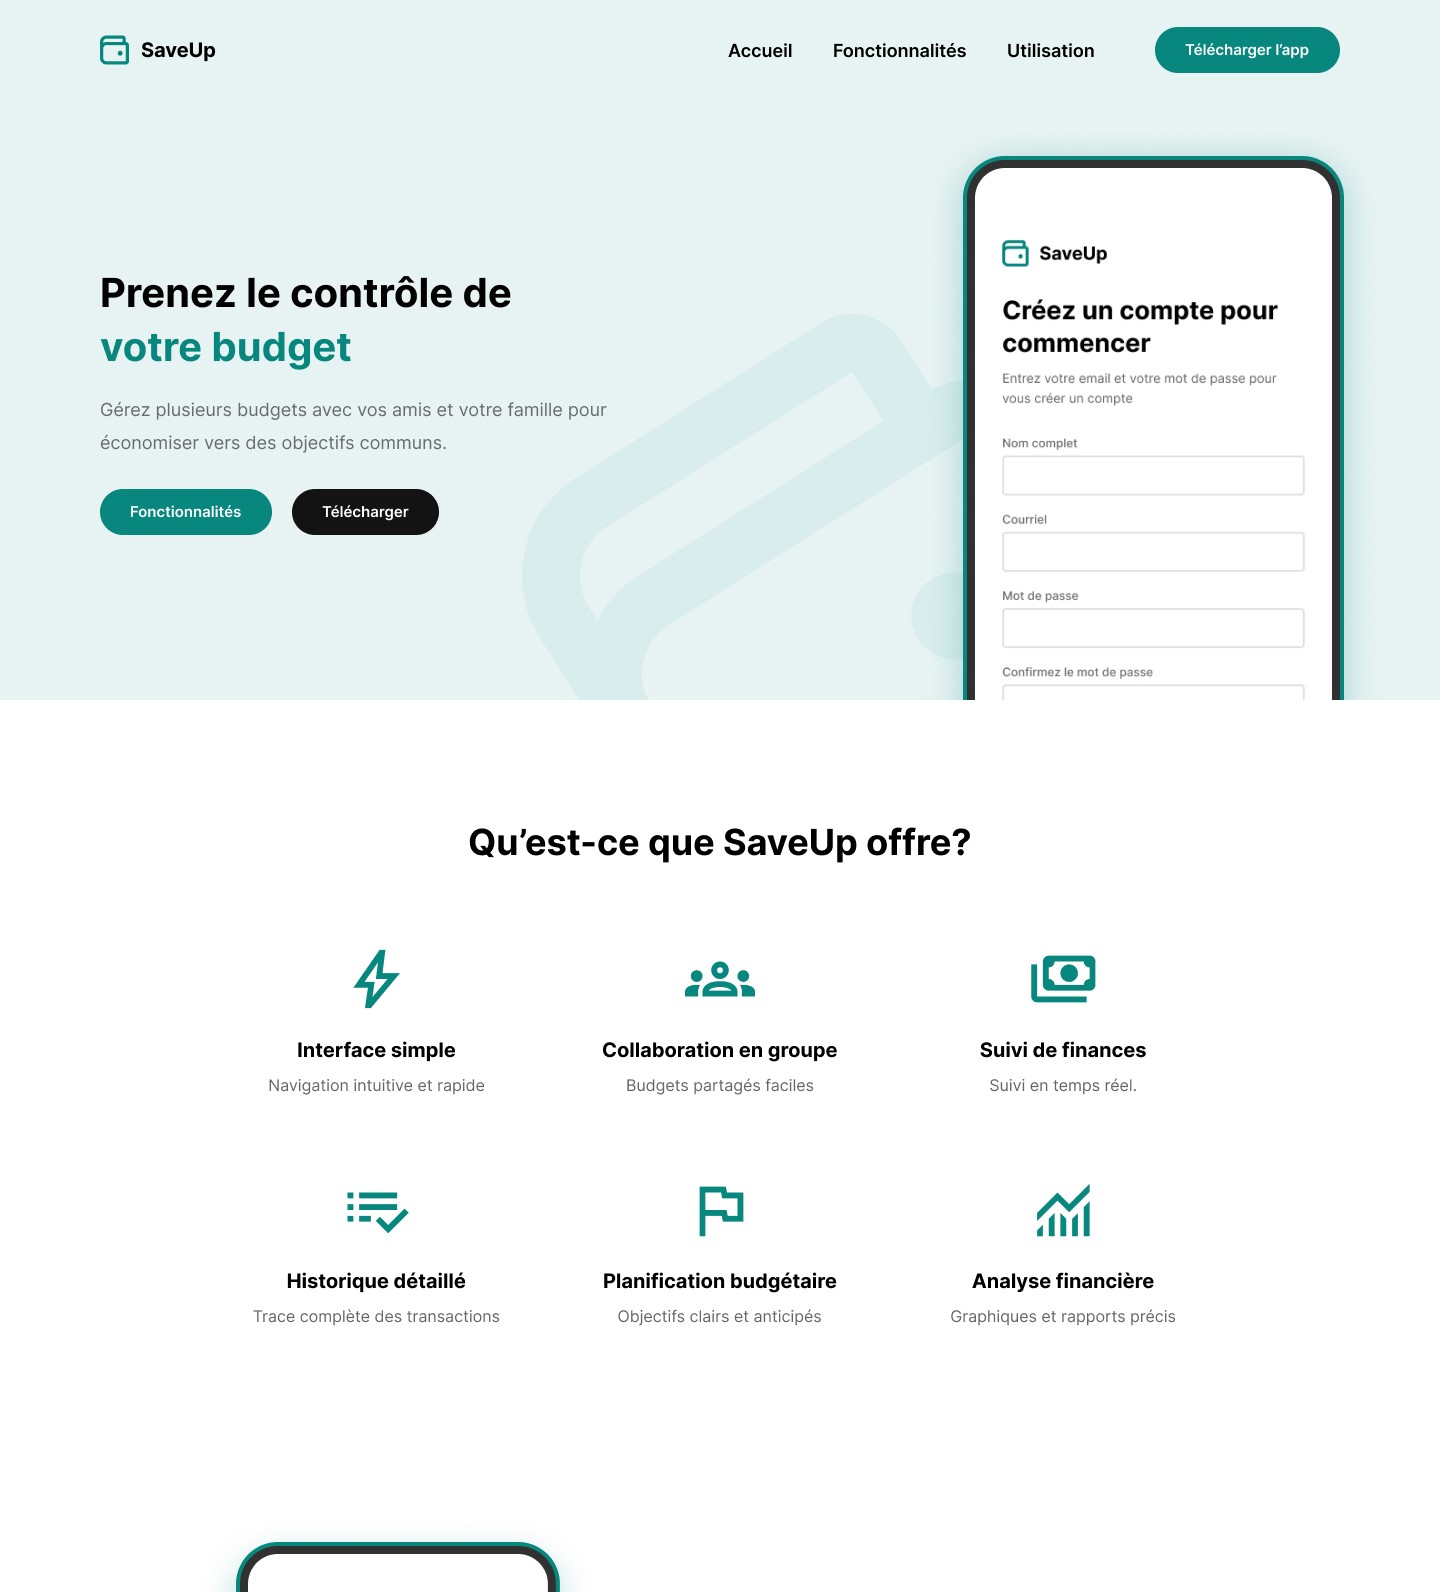 SaveUp
Accueil
Fonctionnalités
Utilisation
Télécharger l’app
Prenez le contrôle de
votre budget
Gérez plusieurs budgets avec vos amis et votre famille pour
économiser vers des objectifs communs.
Fonctionnalités
Télécharger
SaveUp
Créez un compte pour
commencer
Entrez votre email et votre mot de passe pour
vous créer un compte
Nom complet
Courriel
Mot de passe
Confirmez le mot de passe
Qu’est-ce que SaveUp offre?
Interface simple
Navigation intuitive et rapide
Collaboration en groupe
Budgets partagés faciles
Suivi de finances
Suivi en temps réel.
Historique détaillé
Trace complète des transactions
Planification budgétaire
Objectifs clairs et anticipés
Analyse financière
Graphiques et rapports précis